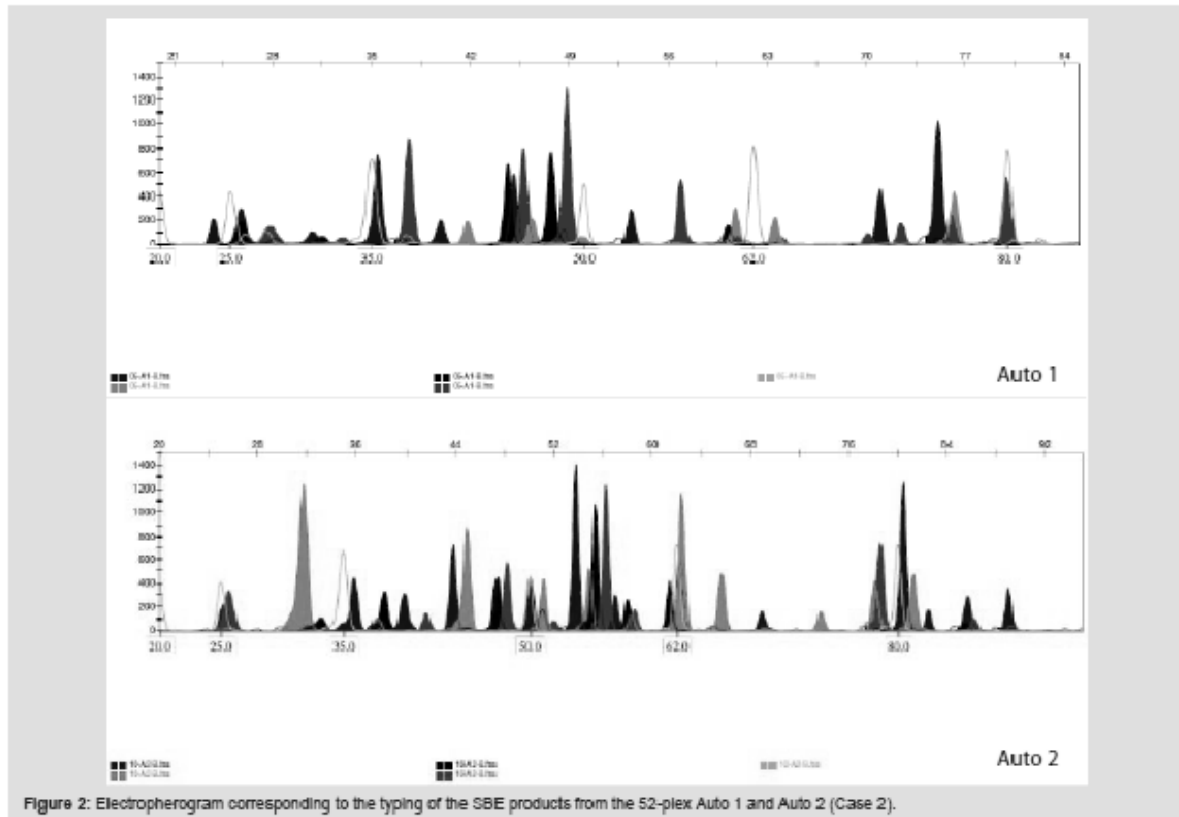 21 28 35 42 49 56 63 70 77 84
1400
1200
1000
800
600
400
200
0
20.0 25.0 35.0 50.0 62.0 80.0
Auto 1
20 28 36 44 52 60 68 76 84 92
1400
1200
1000
800
600
400
200
0
20.0 25.0 35.0 50.0 62.0 80.0
Auto 2
Figure 2: Electropherogram corresponding to the typing of the SBE products from the 52-plex Auto 1 and Auto 2 (Case 2).